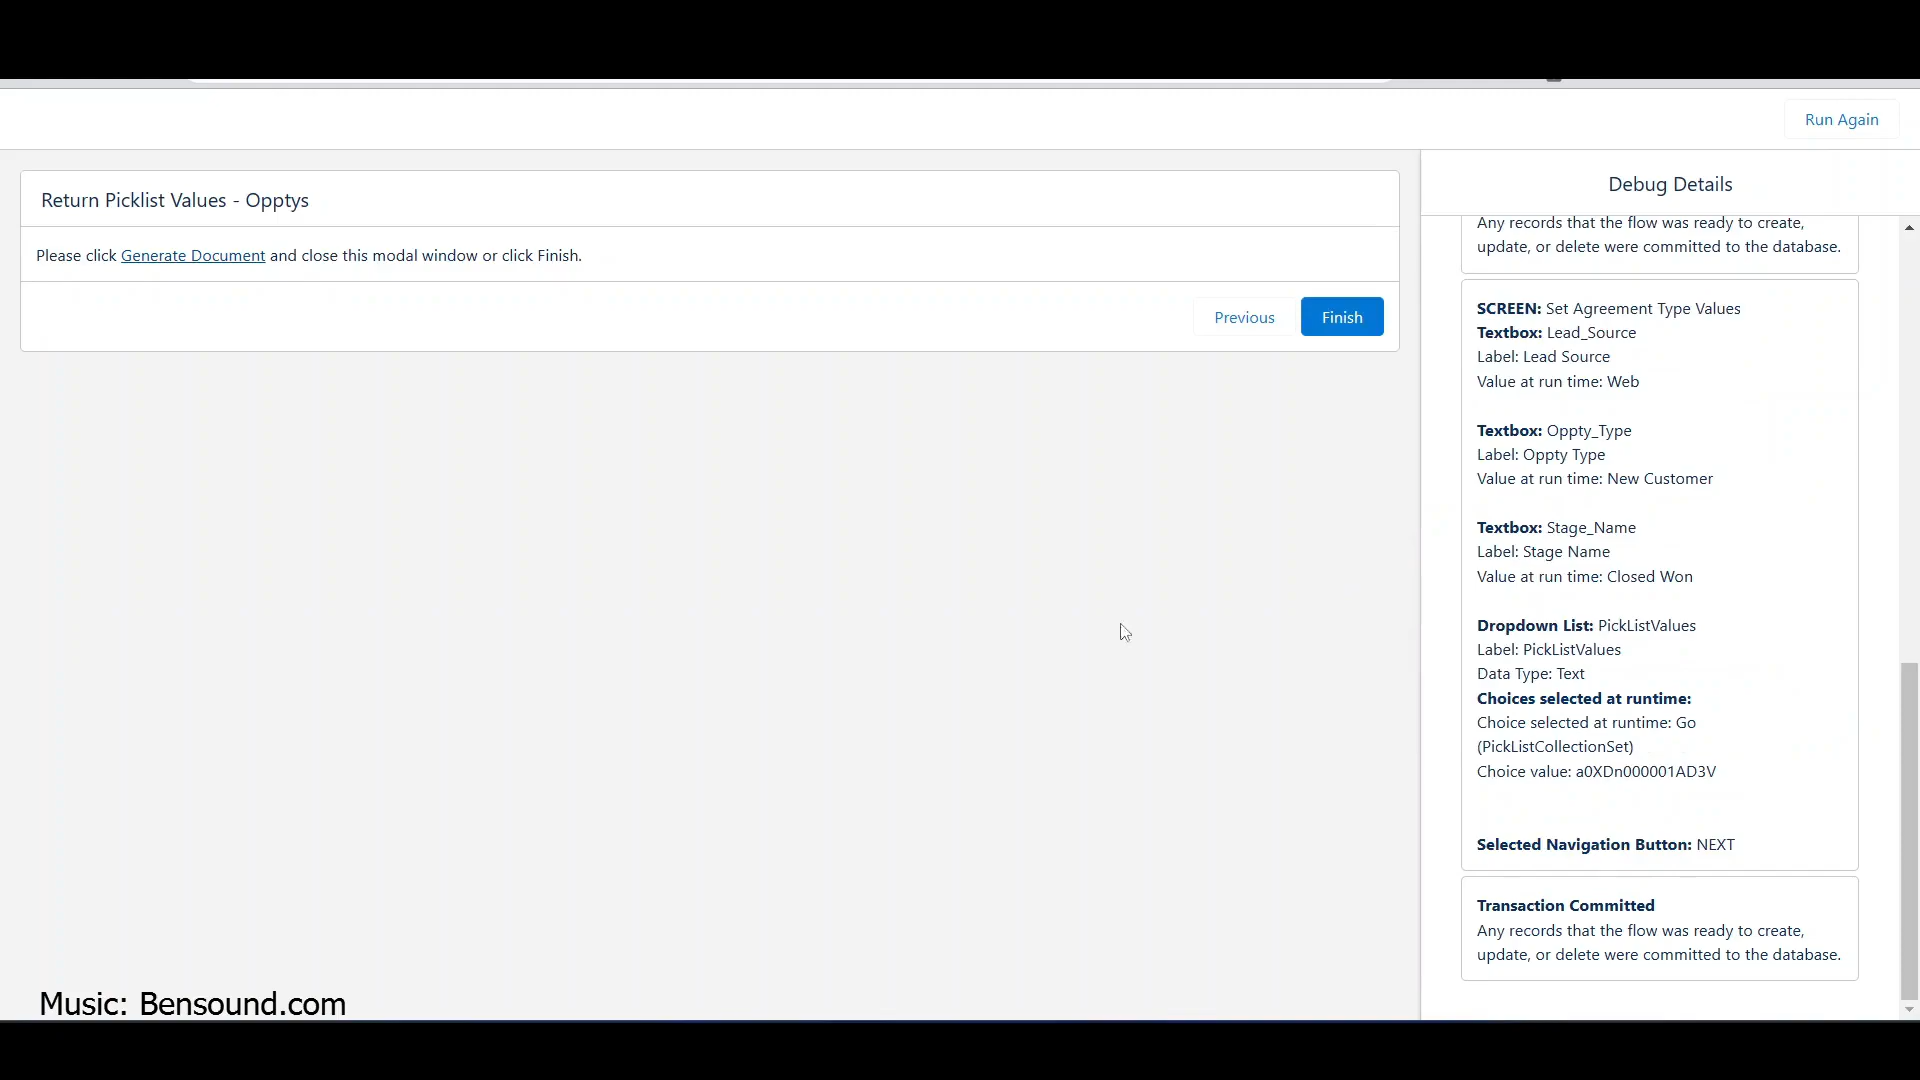 Run Again
Return Picklist Values - Opptys
Please click Generate Document and close this modal window or click Finish.
Previous
Finish
Debug Details
Any records that the flow was ready to create,
update, or delete were committed to the database.
SCREEN: Set Agreement Type Values
Textbox: Lead_Source
Label: Lead Source
Value at run time: Web
Textbox: Oppty_Type
Label: Oppty Type
Value at run time: New Customer
Textbox: Stage_Name
Label: Stage Name
Value at run time: Closed Won
Dropdown List: PickListValues
Label: PickListValues
Data Type: Text
Choices selected at runtime:
Choice selected at runtime: Go
(PickListCollectionSet)
Choice value: a0XDn000001AD3V
Selected Navigation Button: NEXT
Transaction Committed
Any records that the flow was ready to create,
update, or delete were committed to the database.
Music: Bensound.com